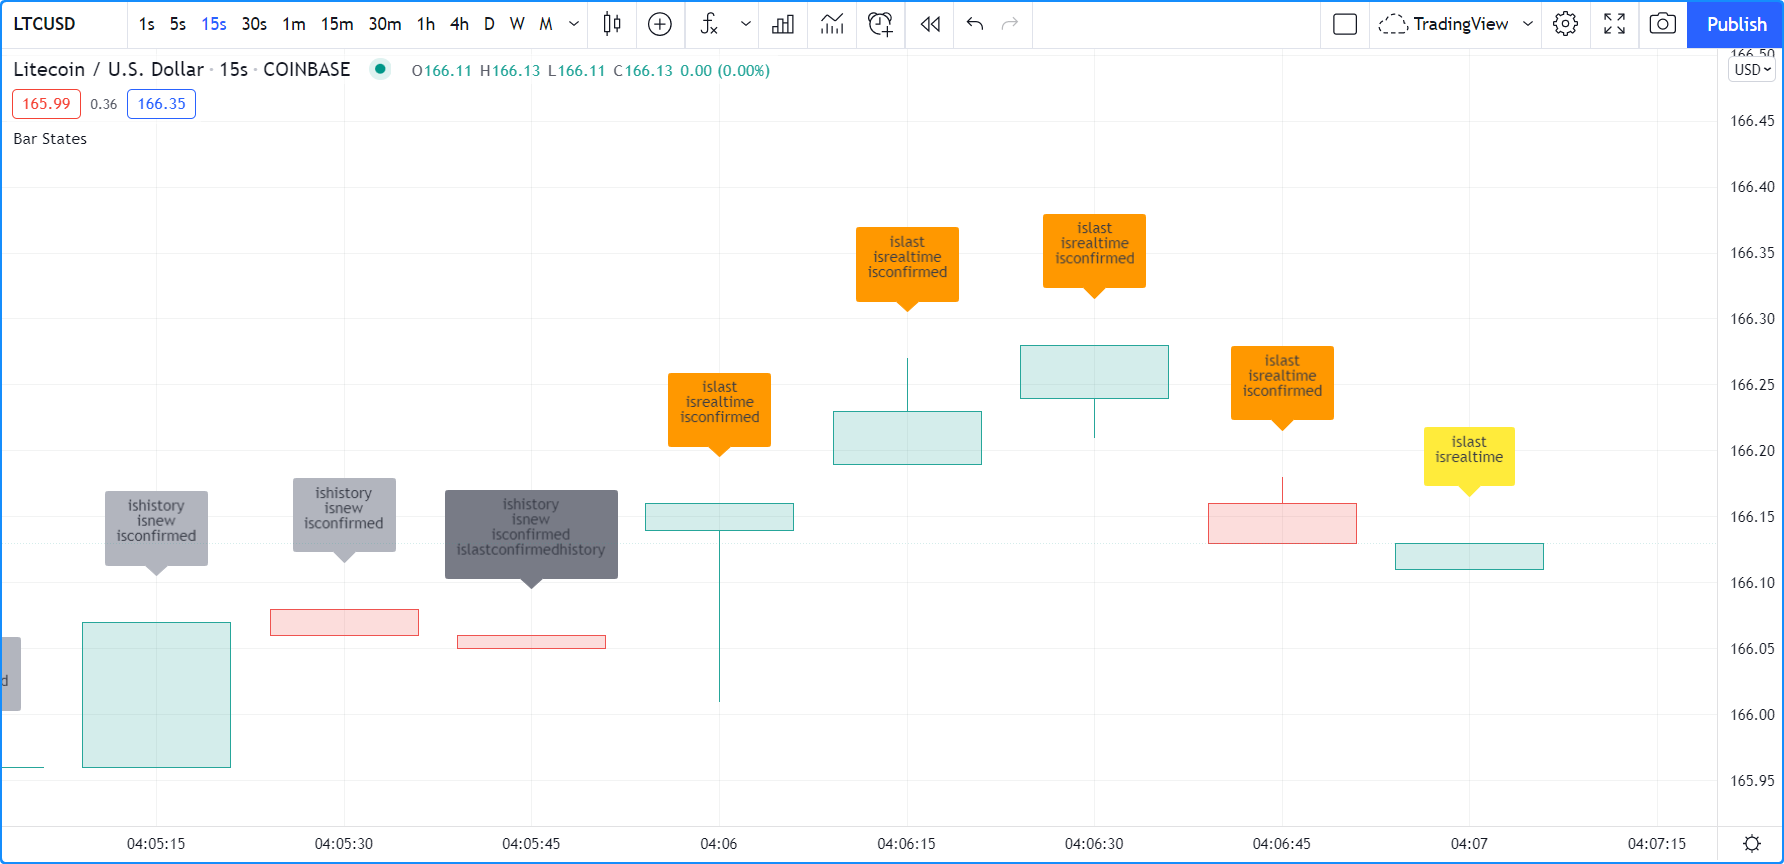 LTCUSD 1s 5s 15s 30s 1m 15m 30m 1h 4h D W M TradingView Publish
Litecoin / U.S. Dollar · 15s · COINBASE O166.11 H166.13 L166.11 C166.13 0.00 (0.00%)
165.99 0.36 166.35
Bar States
166.50
USD
166.45
166.40
166.35
166.30
166.25
166.20
166.15
166.10
166.05
166.00
165.95
d
ishistory
isnew
isconfirmed
ishistory
isnew
isconfirmed
ishistory
isnew
isconfirmed
islastconfirmedhistory
islast
isrealtime
isconfirmed
islast
isrealtime
isconfirmed
islast
isrealtime
isconfirmed
islast
isrealtime
isconfirmed
islast
isrealtime
04:05:15 04:05:30 04:05:45 04:06 04:06:15 04:06:30 04:06:45 04:07 04:07:15